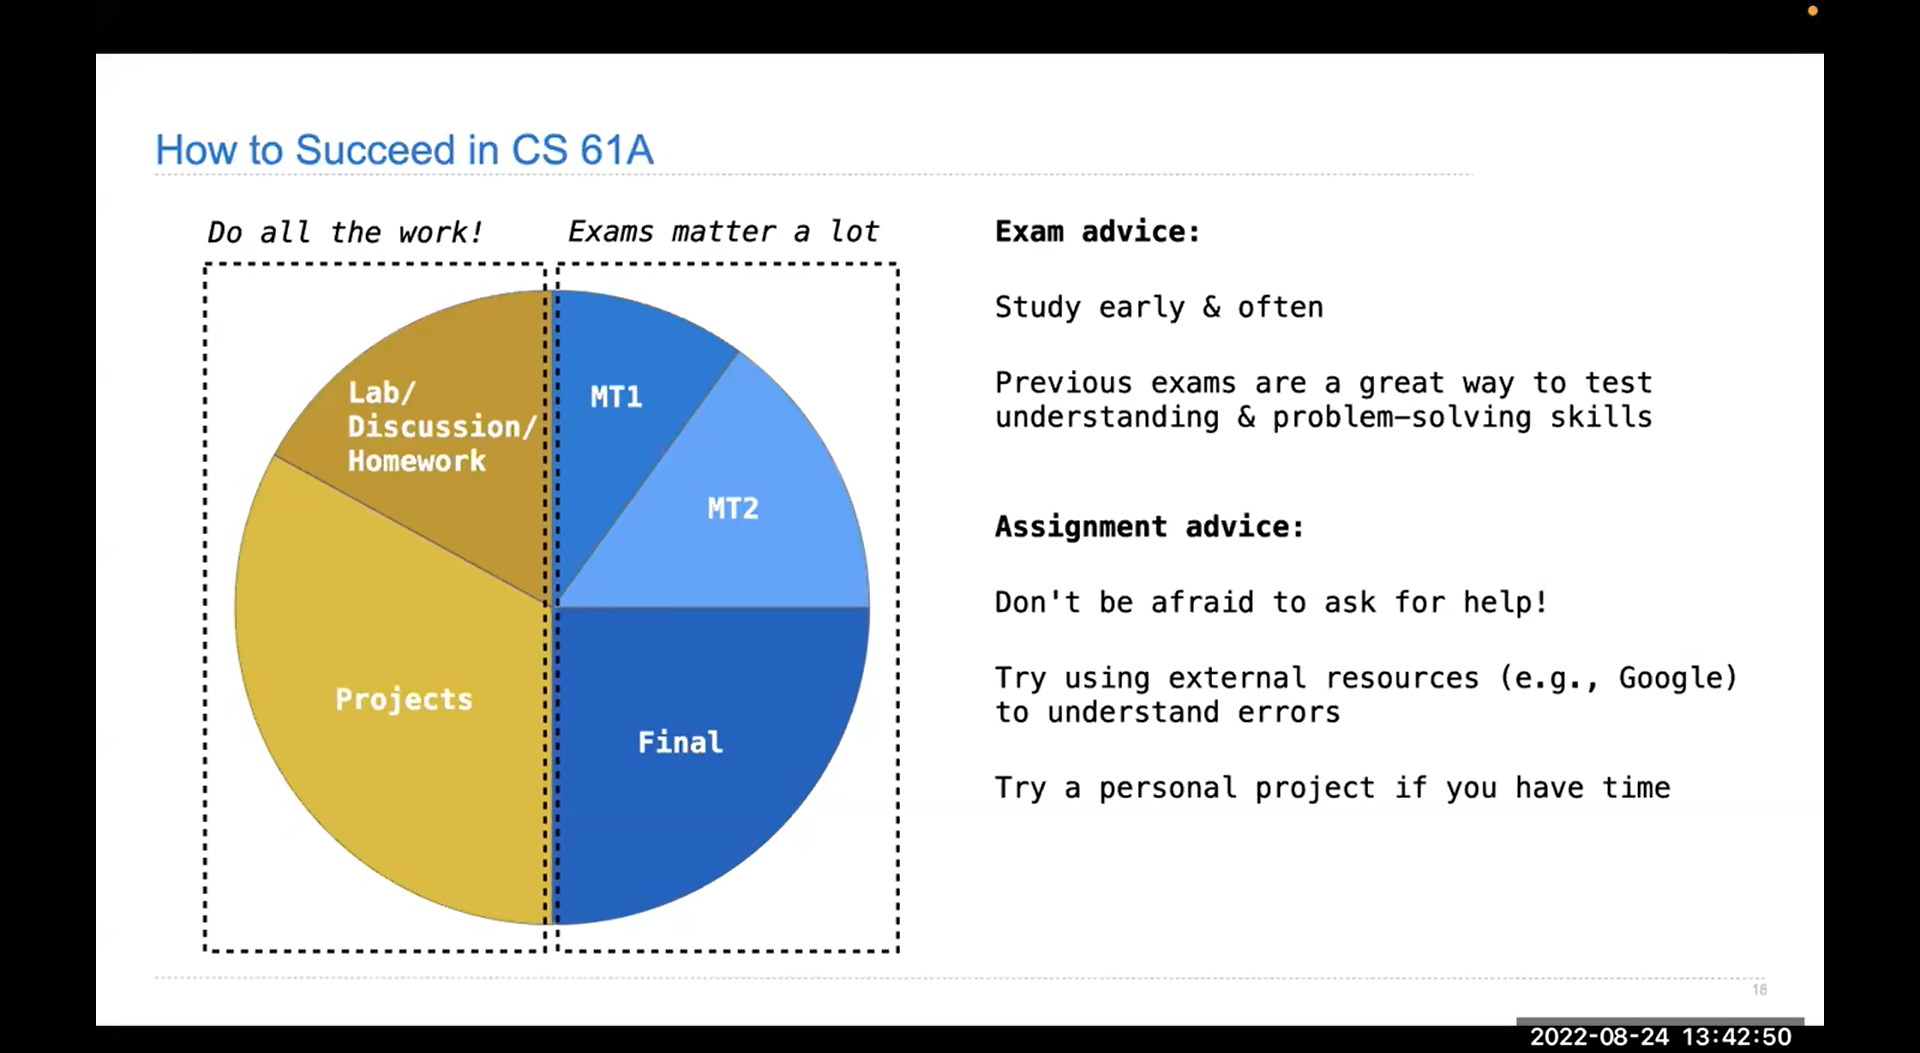 How to Succeed in CS 61A
Do all the work!
Exams matter a lot
Lab/
Discussion/
Homework
MT1
MT2
Projects
Final
Exam advice:
Study early & often
Previous exams are a great way to test
understanding & problem-solving skills
Assignment advice:
Don't be afraid to ask for help!
Try using external resources (e.g., Google)
to understand errors
Try a personal project if you have time
18
2022-08-24 13:42:50